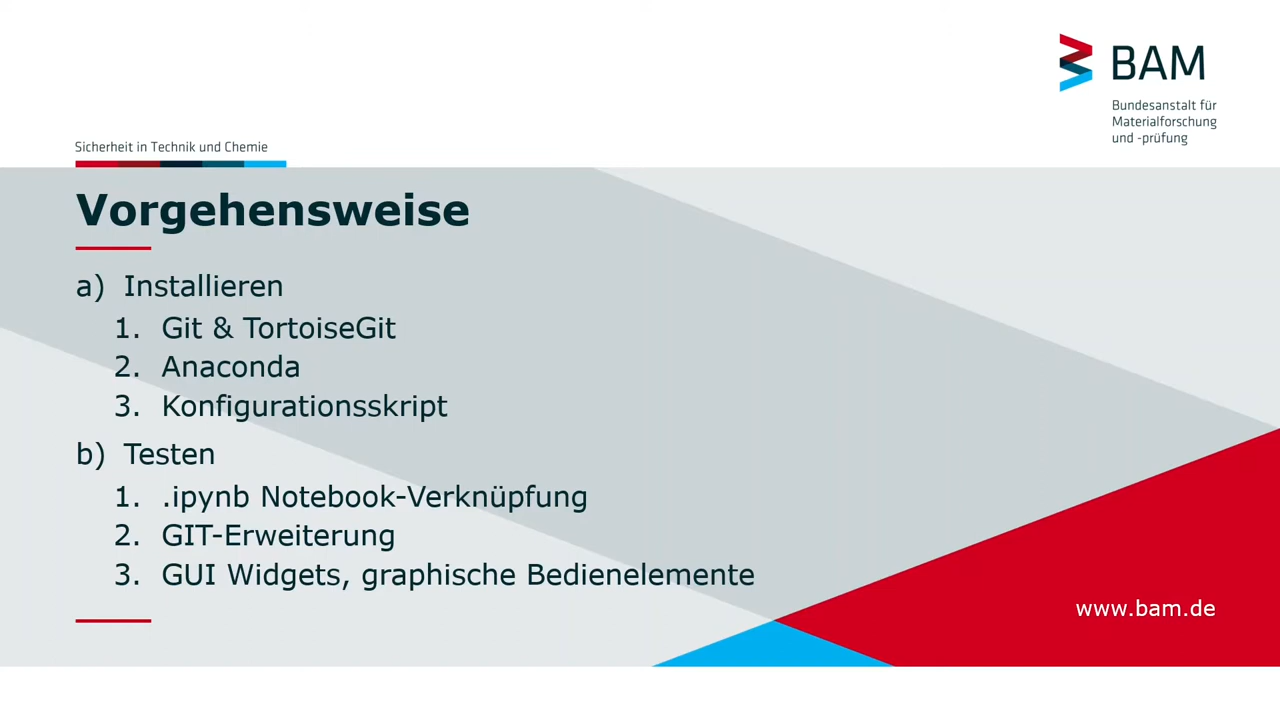 BAM
Bundesanstalt für
Materialforschung
und -prüfung
Sicherheit in Technik und Chemie
Vorgehensweise
a) Installieren
1. Git & TortoiseGit
2. Anaconda
3. Konfigurationsskript
b) Testen
1. .ipynb Notebook-Verknüpfung
2. GIT-Erweiterung
3. GUI Widgets, graphische Bedienelemente
www.bam.de